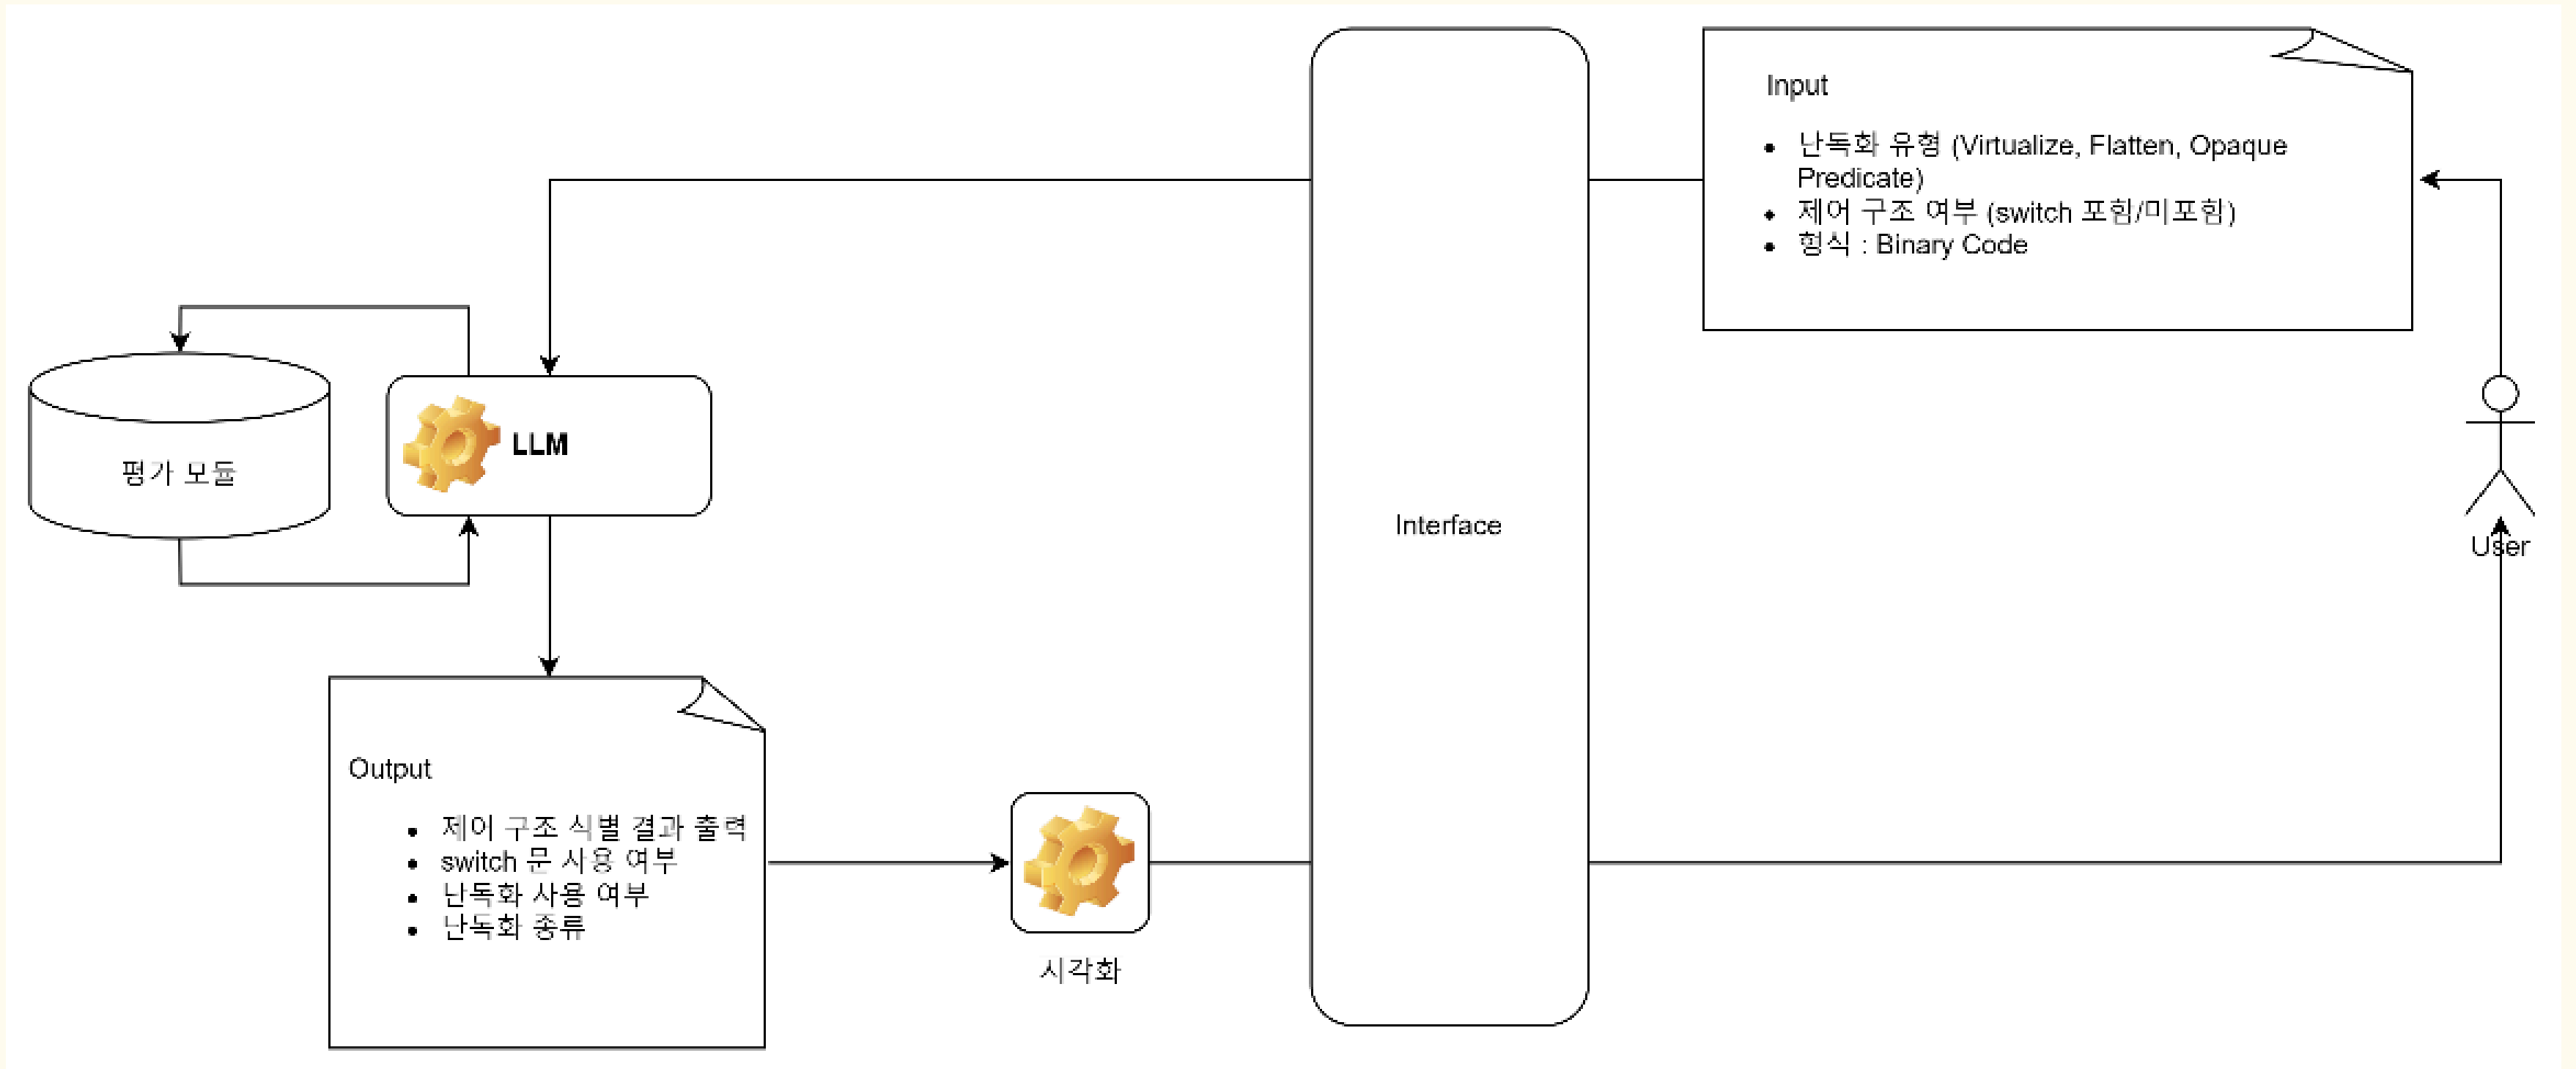 Input
• 난독화 유형 (Virtualize, Flatten, Opaque
Predicate)
• 제어 구조 여부 (switch 포함/미포함)
• 형식 : Binary Code
LLM
평가 모듈
Interface
User
Output
• 제어 구조 식별 결과 출력
• switch 문 사용 여부
• 난독화 사용 여부
• 난독화 종류
시각화